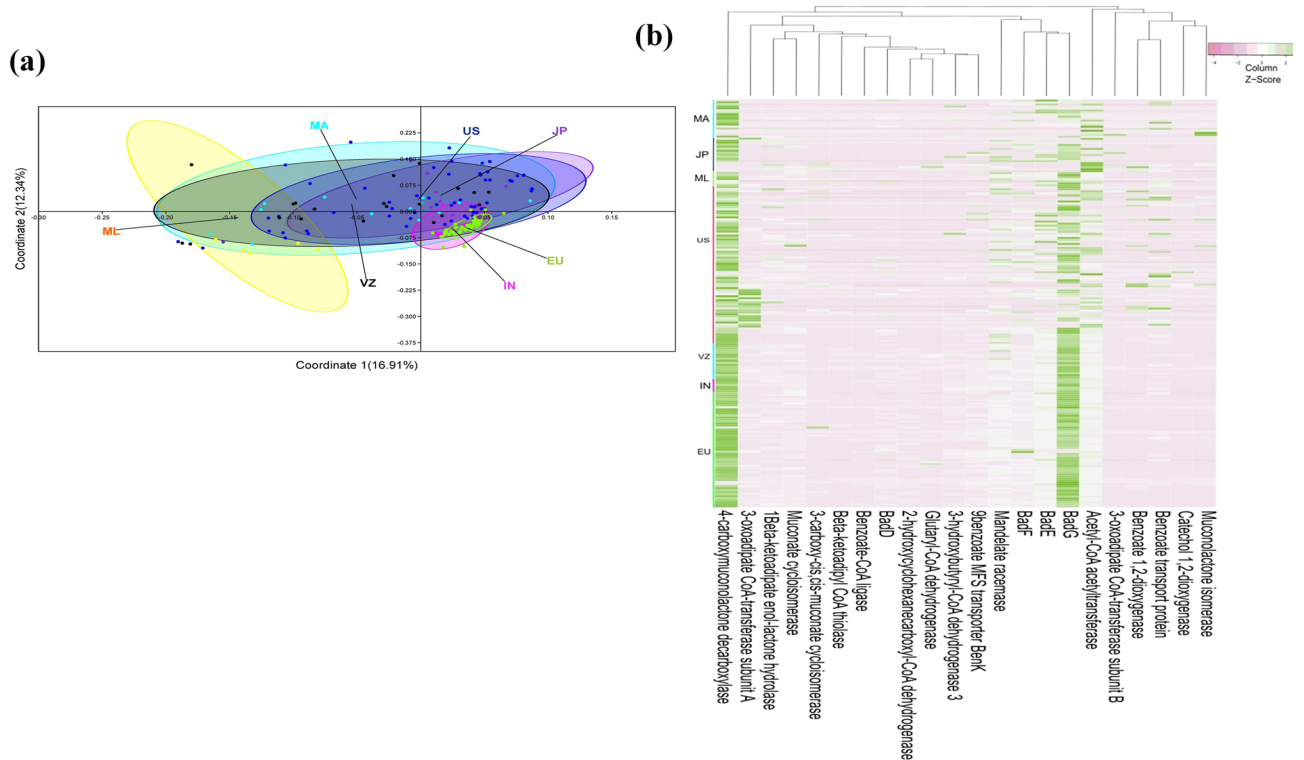 (a)
MA
US
JP
ML
VZ
IN
EU
0.225
0.150
0.075
0.000
-0.075
-0.150
-0.225
-0.300
-0.375
-0.30
-0.20
-0.15
-0.10
-0.05
0.05
0.10
0.15
Coordinate 2(12.34%)
Coordinate 1(16.91%)
(b)
-4
-2
0
2
Column
Z-Score
MA
JP
ML
US
VZ
IN
EU
4-carboxymuconolactone decarboxylase
3-oxoadipate CoA-transferase subunit A
1Beta-ketoadipate enol-lactone hydrolase
Muconate cycloisomerase
3-carboxy-cis,cis-muconate cycloisomerase
Beta-ketoadipyl CoA thiolase
Benzoate-CoA ligase
BadD
2-hydroxycyclohexanecarboxyl-CoA dehydrogenase
Glutaryl-CoA dehydrogenase
3-hydroxybutyryl-CoA dehydrogenase 3
9benzoate MFS transporter BenK
Mandelate racemase
BadF
BadE
BadG
Acetyl-CoA acetyltransferase
3-oxoadipate CoA-transferase subunit B
Benzoate 1,2-dioxygenase
Benzoate transport protein
Catechol 1,2-dioxygenase
Muconolactone isomerase